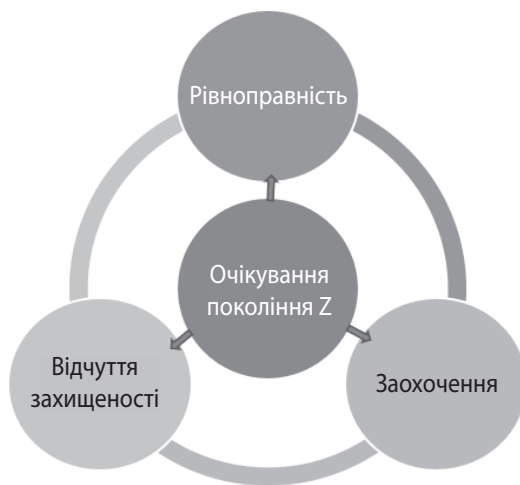 Рівноправність
Очікування
покоління Z
Відчуття
захищеності
Заохочення